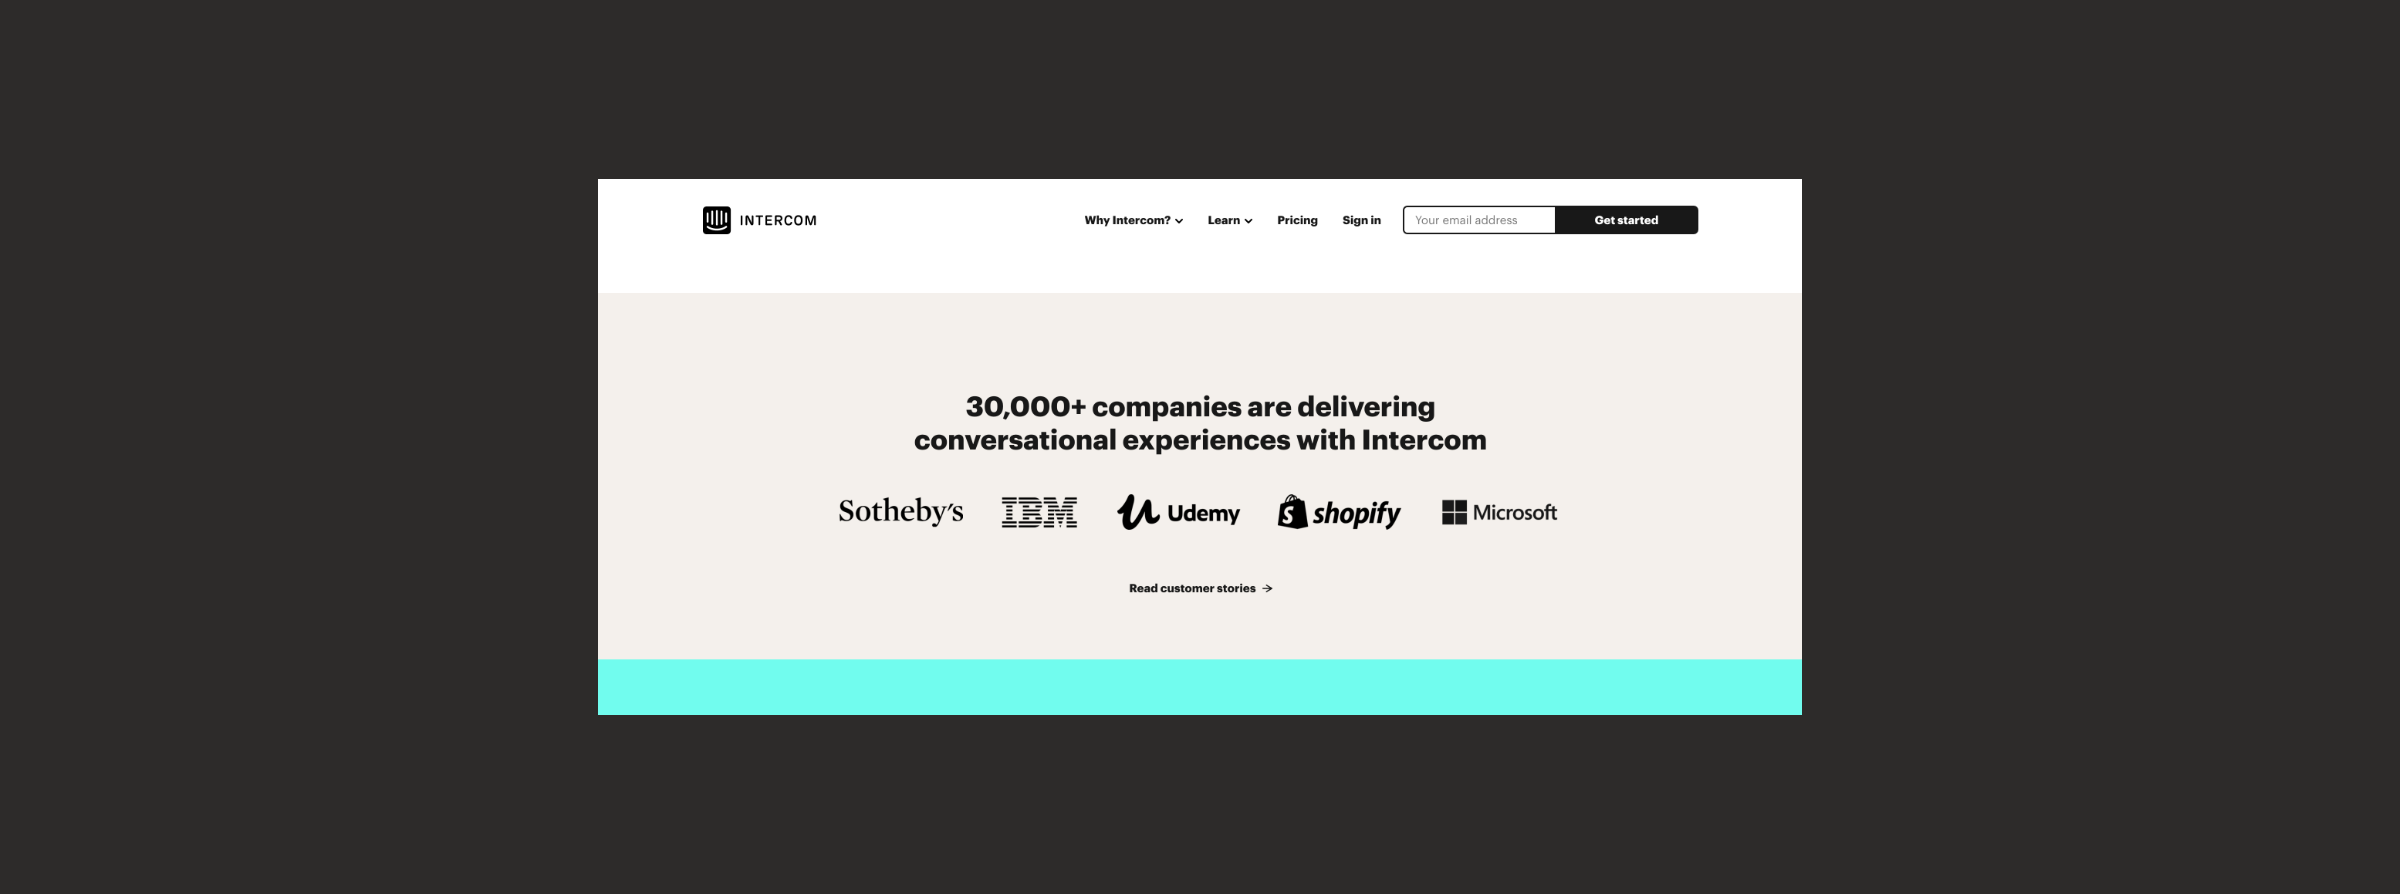 INTERCOM
Why Intercom? Learn Pricing Sign in Your email address Get started
30,000+ companies are delivering
conversational experiences with Intercom
Sotheby's IBM Udemy shopify Microsoft
Read customer stories →